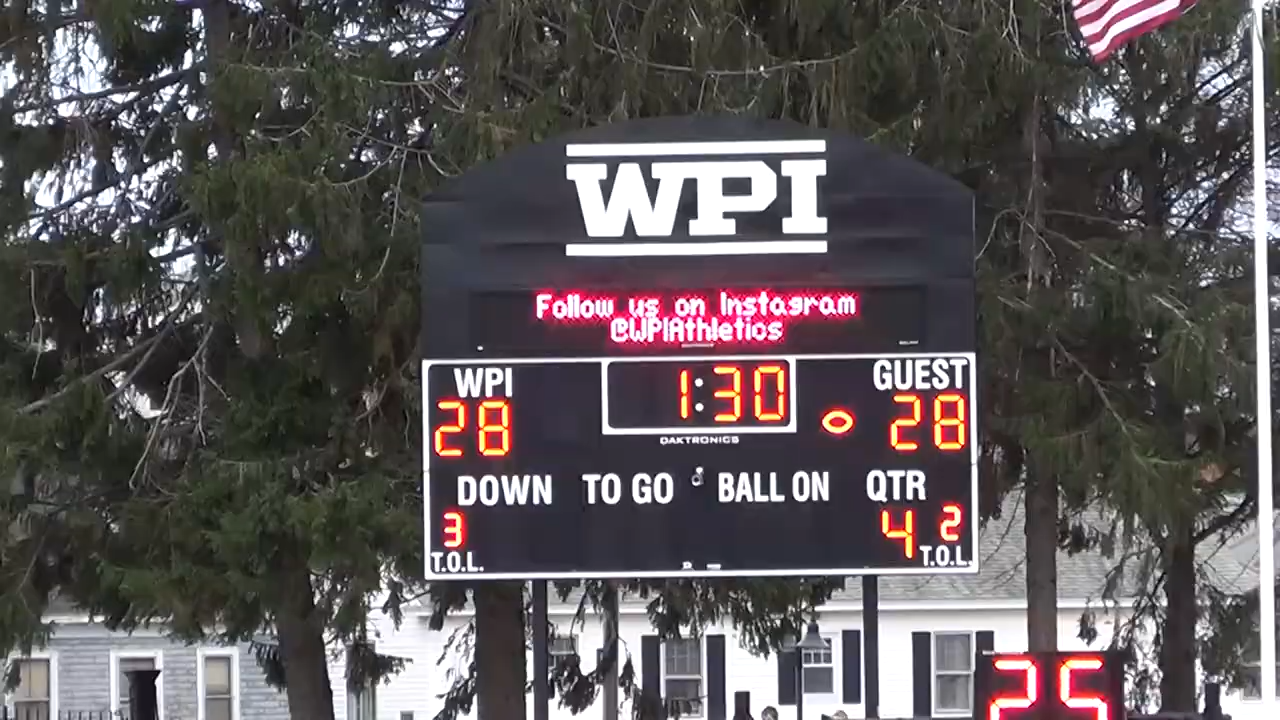 WPI
Follow us on Instagram
@WPIAthletics
WPI 1:30 GUEST
28 28
DAKTRONICS
DOWN TO GO BALL ON QTR
3 4 2
T.O.L. T.O.L.
25